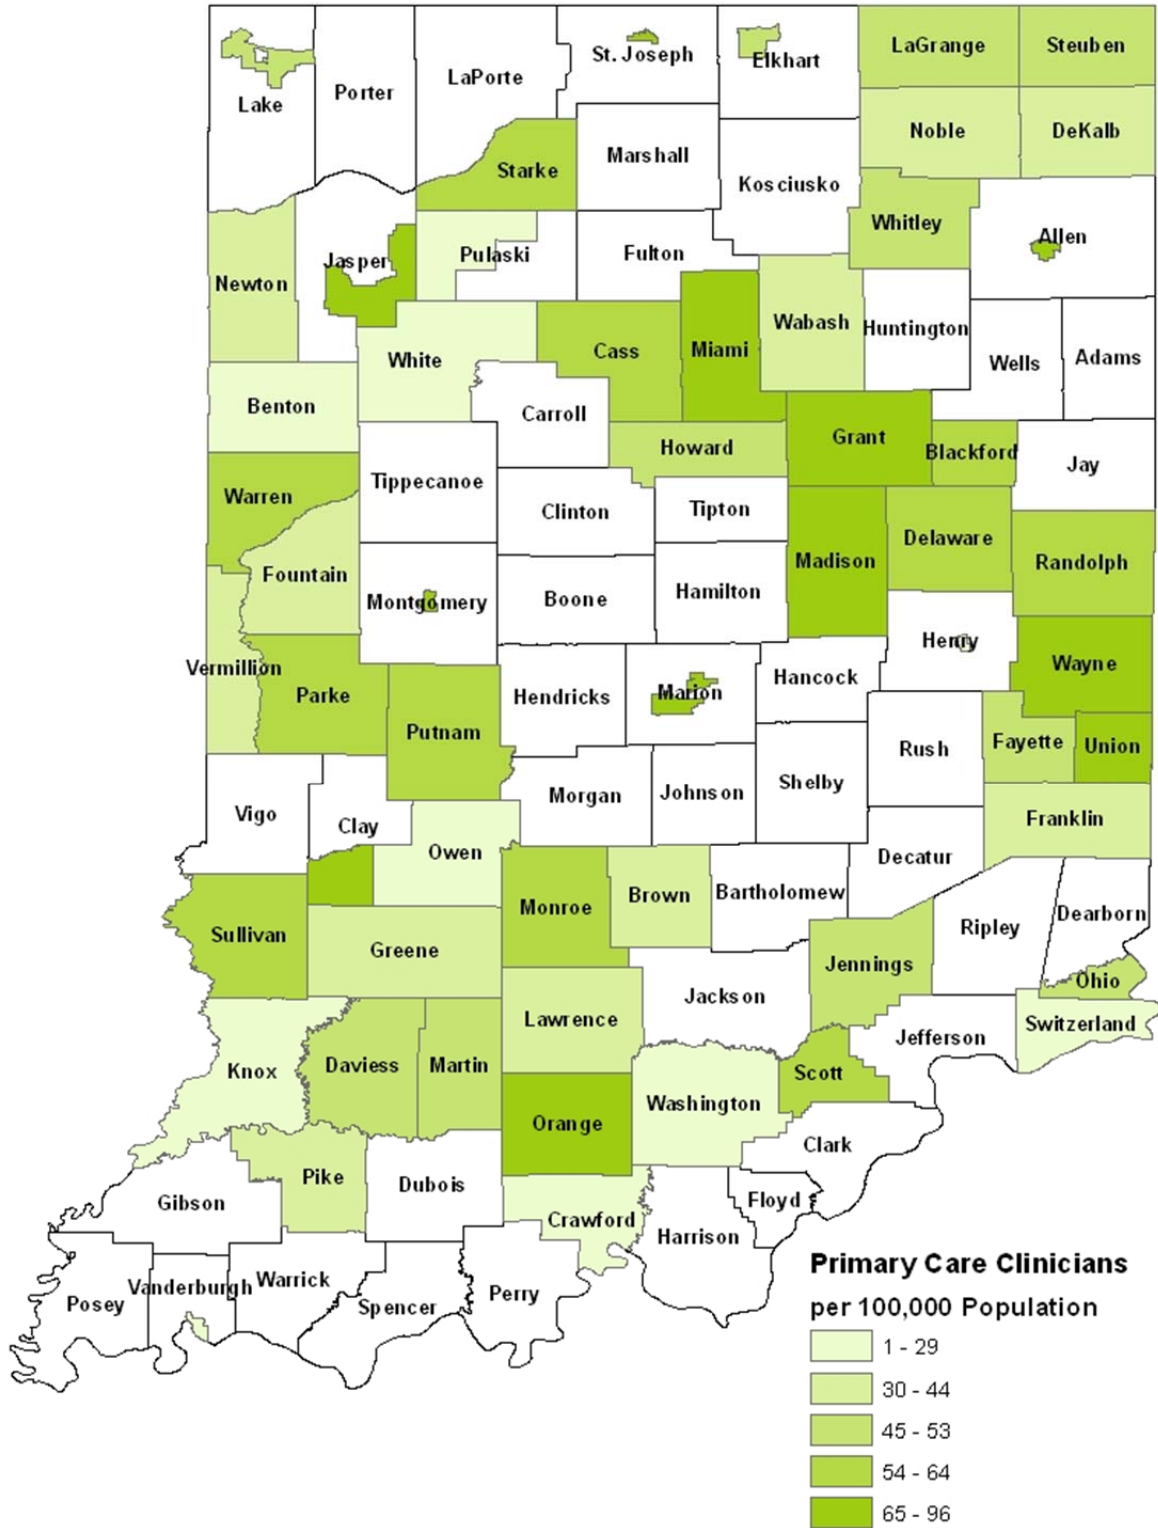 LaGrange
Steuben
St. Joseph
Elkhart
LaPorte
Porter
Lake
Noble
DeKalb
Marshall
Starke
Kosciusko
Whitley
Allen
Pulaski
Fulton
Jasper
Newton
Wabash
Huntington
Cass
Miami
White
Wells
Adams
Benton
Carroll
Grant
Howard
Blackford
Jay
Tippecanoe
Warren
Clinton
Tipton
Delaware
Madison
Randolph
Fountain
Montgomery
Boone
Hamilton
Henry
Vermillion
Wayne
Parke
Hendricks
Marion
Hancock
Putnam
Fayette
Union
Rush
Shelby
Morgan
Johnson
Vigo
Clay
Franklin
Owen
Decatur
Brown
Bartholomew
Monroe
Dearborn
Ripley
Sullivan
Greene
Jennings
Ohio
Jackson
Lawrence
Switzerland
Jefferson
Knox
Daviess
Martin
Scott
Washington
Orange
Clark
Pike
Dubois
Gibson
Floyd
Crawford
Harrison
Vanderburgh
Warrick
Posey
Spencer
Perry
Primary Care Clinicians
per 100,000 Population
1 - 29
30 - 44
45 - 53
54 - 64
65 - 96